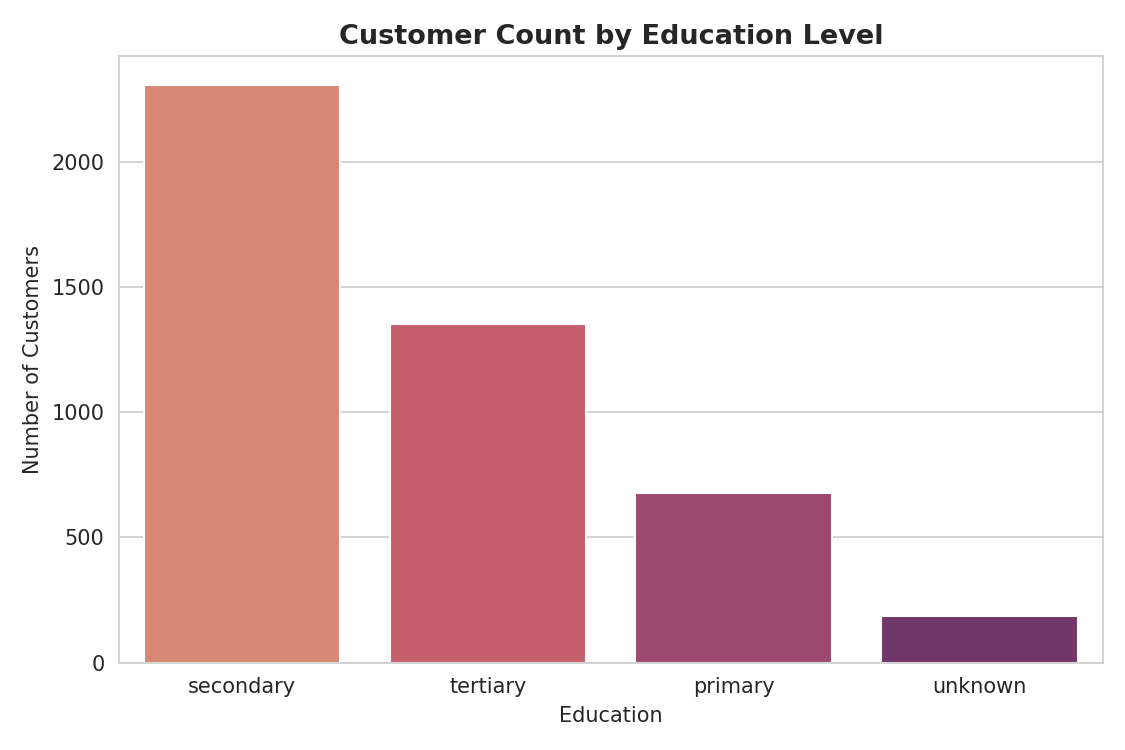 Customer Count by Education Level
Number of Customers
2000
1500
1000
500
0
secondary
tertiary
primary
unknown
Education